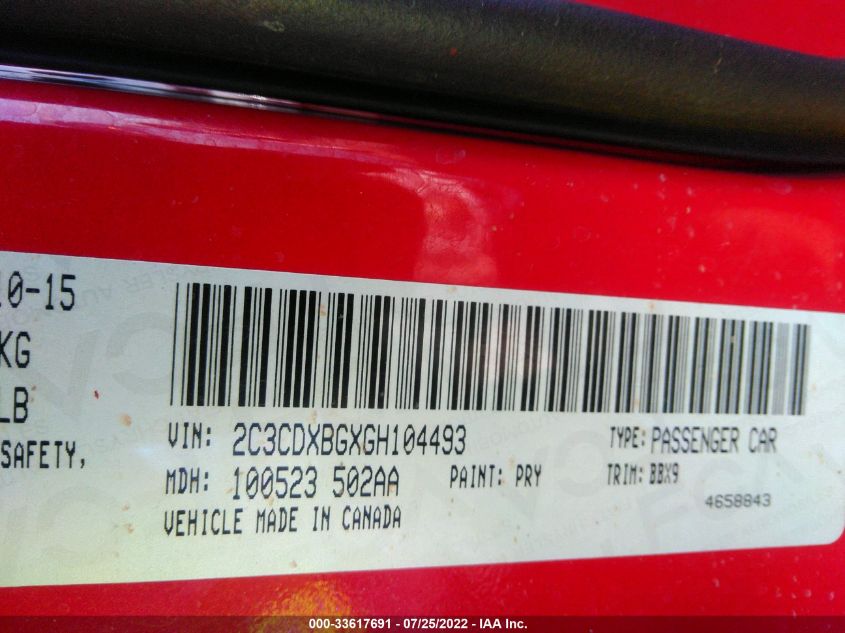 10-15
KG
LB
SAFETY,
VIN: 2C3CDXBGXGH104493 TYPE: PASSENGER CAR
MDH: 100523 502AA PAINT: PRY TRIM: BBX9
4658843
VEHICLE MADE IN CANADA
000-33617691 - 07/25/2022 - IAA Inc.